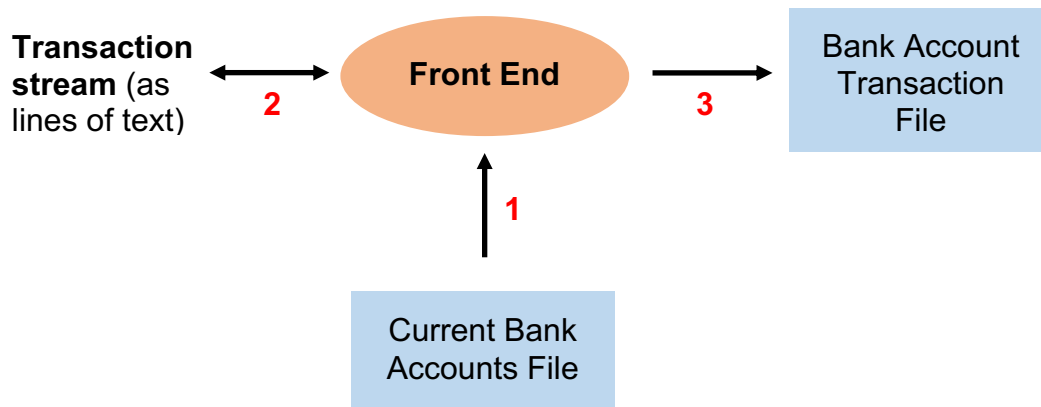 Transaction
stream (as
lines of text)
2
Front End
3
Bank Account
Transaction
File
1
Current Bank
Accounts File